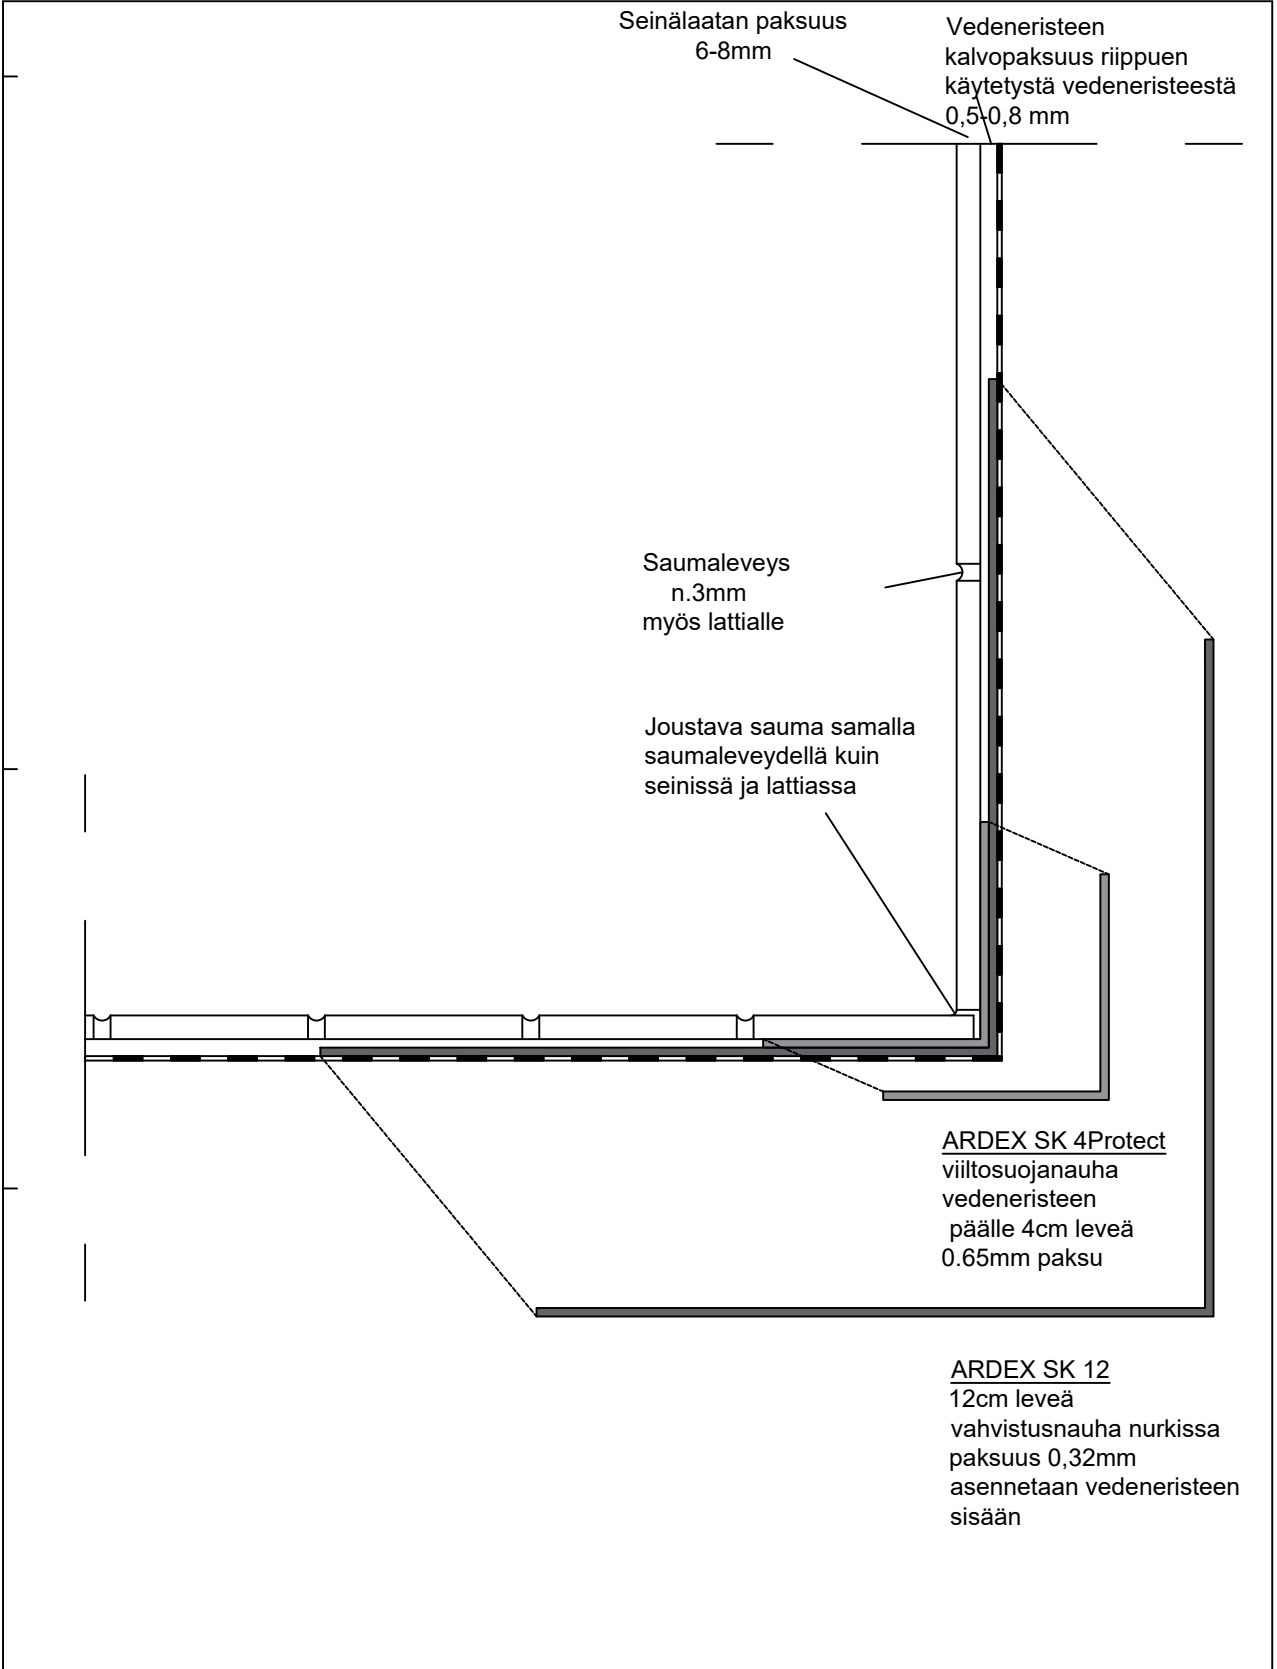 Seinälaatan paksuus
6-8mm
Vedeneristeen
kalvopaksuus riippuen
käytetystä vedeneristeestä
0,5-0,8 mm
Saumaleveys
n.3mm
myös lattialle
Joustava sauma samalla
saumaleveydellä kuin
seinissä ja lattiassa
ARDEX SK 4Protect
viiltosuojanauha
vedeneristeen
päälle 4cm leveä
0.65mm paksu
ARDEX SK 12
12cm leveä
vahvistusnauha nurkissa
paksuus 0,32mm
asennetaan vedeneristeen
sisään